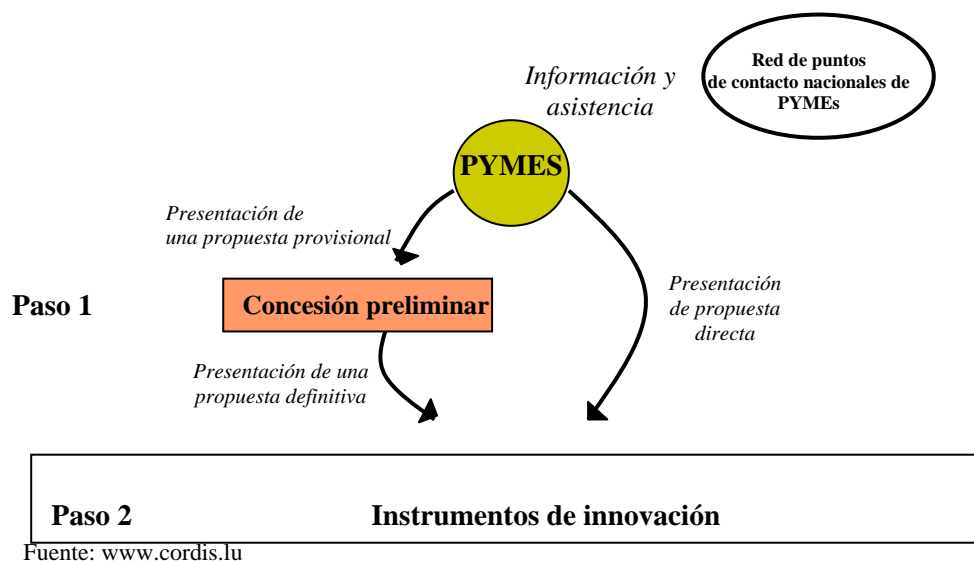 Red de puntos
de contacto nacionales de
PYMEs
Información y
asistencia
PYMES
Presentación de
una propuesta provisional
Paso 1
Concesión preliminar
Presentación
de propuesta
directa
Presentación de una
propuesta definitiva
Paso 2
Instrumentos de innovación
Fuente: www.cordis.lu